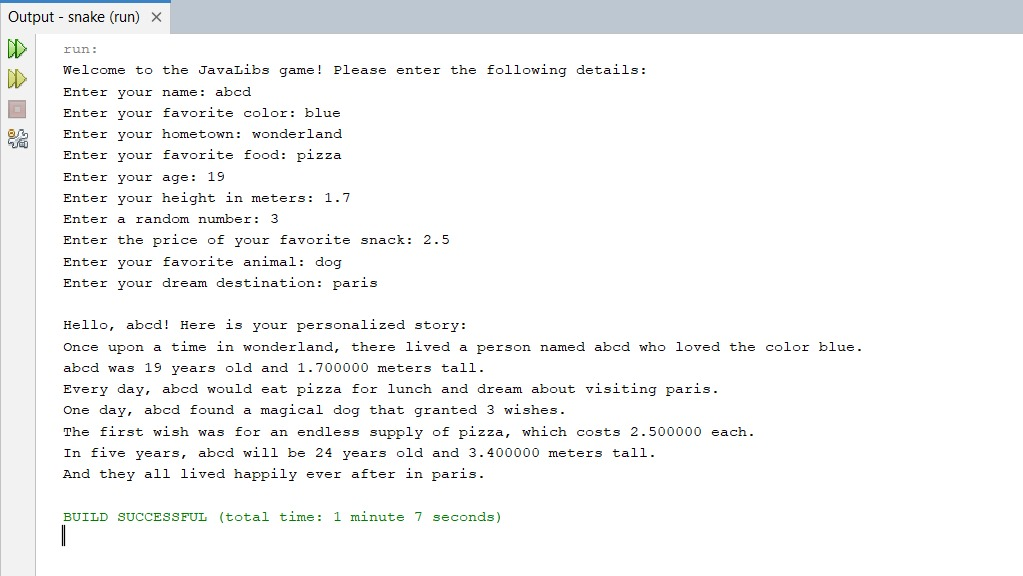 Output - snake (run)
run:
Welcome to the JavaLibs game! Please enter the following details:
Enter your name: abcd
Enter your favorite color: blue
Enter your hometown: wonderland
Enter your favorite food: pizza
Enter your age: 19
Enter your height in meters: 1.7
Enter a random number: 3
Enter the price of your favorite snack: 2.5
Enter your favorite animal: dog
Enter your dream destination: paris
Hello, abcd! Here is your personalized story:
Once upon a time in wonderland, there lived a person named abcd who loved the color blue.
abcd was 19 years old and 1.700000 meters tall.
Every day, abcd would eat pizza for lunch and dream about visiting paris.
One day, abcd found a magical dog that granted 3 wishes.
The first wish was for an endless supply of pizza, which costs 2.500000 each.
In five years, abcd will be 24 years old and 3.400000 meters tall.
And they all lived happily ever after in paris.
BUILD SUCCESSFUL (total time: 1 minute 7 seconds)